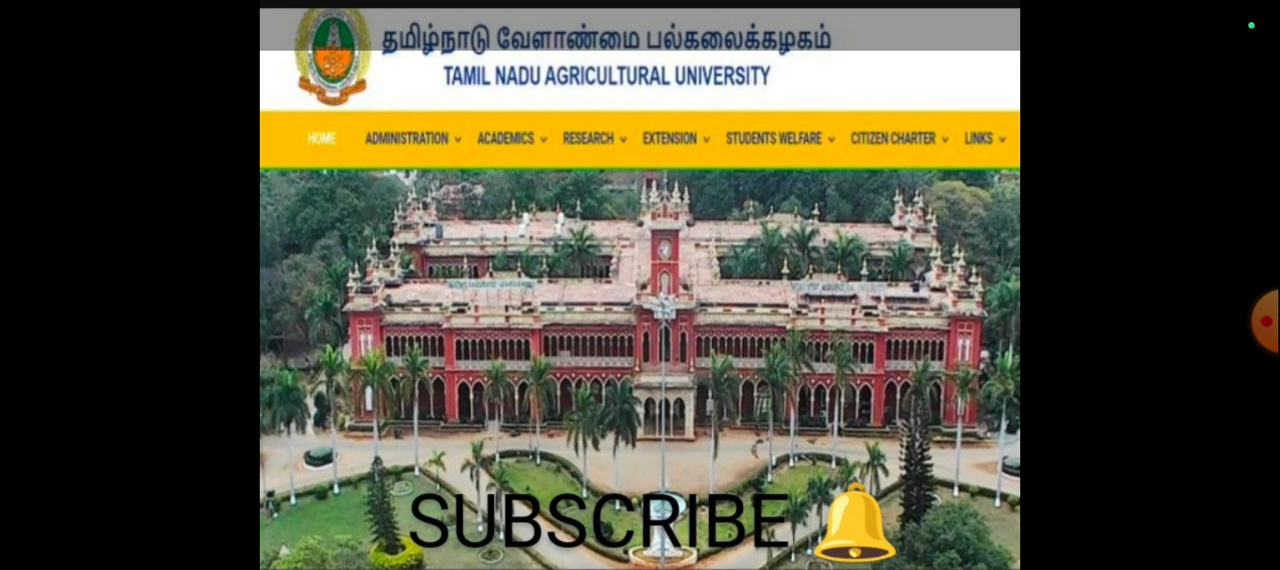 தமிழ்நாடு வேளாண்மை பல்கலைக்கழகம்
TAMIL NADU AGRICULTURAL UNIVERSITY
HOME ADMINISTRATION ACADEMICS RESEARCH EXTENSION STUDENTS WELFARE CITIZEN CHARTER LINKS
SUBSCRIBE